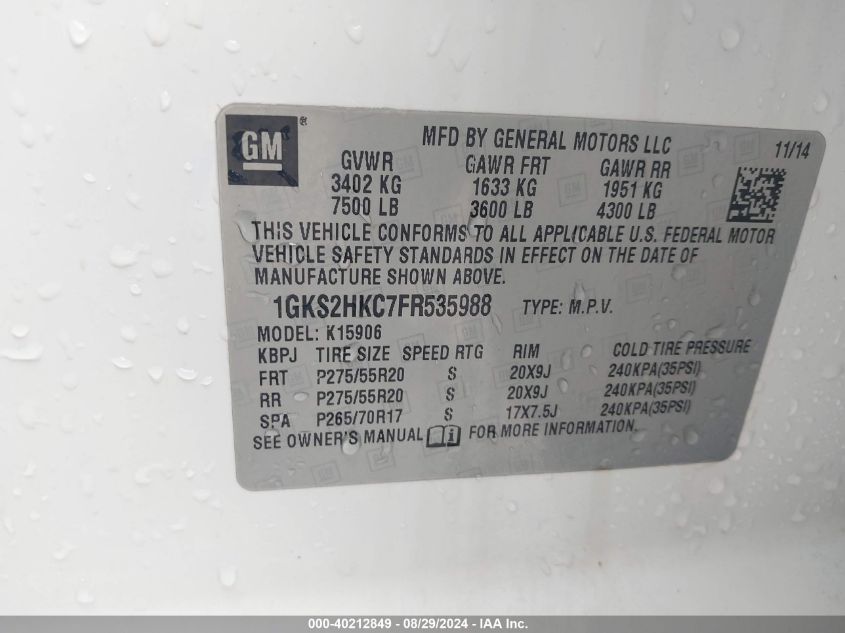 GM ®
MFD BY GENERAL MOTORS LLC 11/14
GVWR GAWR FRT GAWR RR
3402 KG 1633 KG 1951 KG
7500 LB 3600 LB 4300 LB
THIS VEHICLE CONFORMS TO ALL APPLICABLE U.S. FEDERAL MOTOR
VEHICLE SAFETY STANDARDS IN EFFECT ON THE DATE OF
MANUFACTURE SHOWN ABOVE.
1GKS2HKC7FR535988 TYPE: M.P.V.
MODEL: K15906
KBPJ TIRE SIZE SPEED RTG RIM COLD TIRE PRESSURE
FRT P275/55R20 S 20X9J 240KPA(35PSI)
RR P275/55R20 S 20X9J 240KPA(35PSI)
SPA P265/70R17 S 17X7.5J 240KPA(35PSI)
SEE OWNER'S MANUAL FOR MORE INFORMATION.
000-40212849 - 08/29/2024 - IAA Inc.